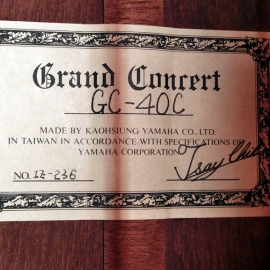 Grand Concert
GC-40C
MADE BY KAOHSIUNG YAMAHA CO., LTD.
IN TAIWAN IN ACCORDANCE WITH SPECIFICATIONS OF
YAMAHA CORPORATION
NO. IZ-236